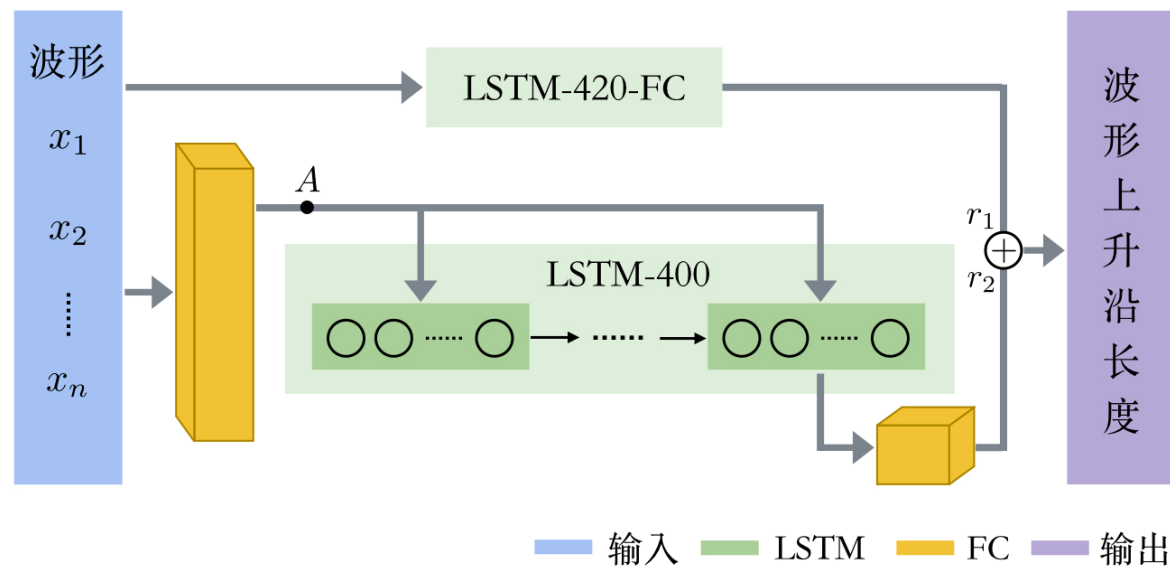 波形
x₁
x₂
......
xₙ
LSTM-420-FC
A
LSTM-400
......
......
......
r₁
+
r₂
波形上升沿长度
输入
LSTM
FC
输出